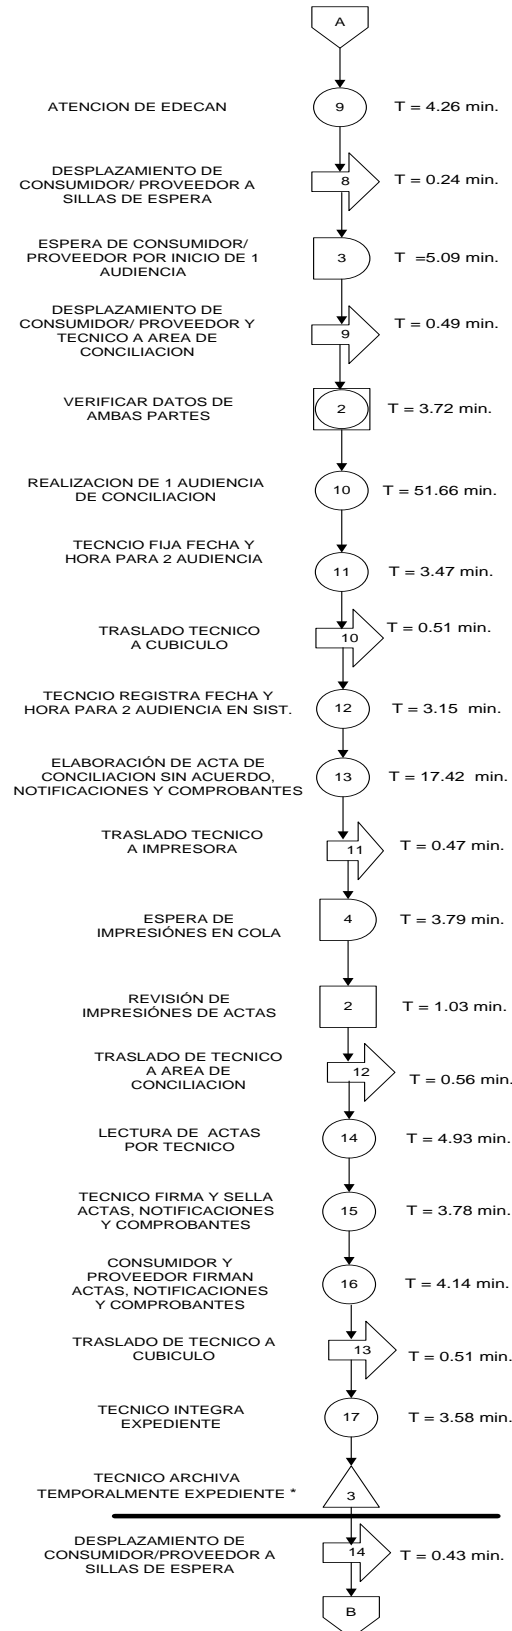 A
ATENCION DE EDECAN
9
T = 4.26 min.
DESPLAZAMIENTO DE
CONSUMIDOR/ PROVEEDOR A
SILLAS DE ESPERA
8
T = 0.24 min.
ESPERA DE CONSUMIDOR/
PROVEEDOR POR INICIO DE 1
AUDIENCIA
3
T =5.09 min.
DESPLAZAMIENTO DE
CONSUMIDOR/ PROVEEDOR Y
TECNICO A AREA DE
CONCILIACION
9
T = 0.49 min.
VERIFICAR DATOS DE
AMBAS PARTES
2
T = 3.72 min.
REALIZACION DE 1 AUDIENCIA
DE CONCILIACION
10
T = 51.66 min.
TECNCIO FIJA FECHA Y
HORA PARA 2 AUDIENCIA
11
T = 3.47 min.
TRASLADO TECNICO
A CUBICULO
10
T = 0.51 min.
TECNCIO REGISTRA FECHA Y
HORA PARA 2 AUDIENCIA EN SIST.
12
T = 3.15 min.
ELABORACIÓN DE ACTA DE
CONCILIACION SIN ACUERDO,
NOTIFICACIONES Y COMPROBANTES
13
T = 17.42 min.
TRASLADO TECNICO
A IMPRESORA
11
T = 0.47 min.
ESPERA DE
IMPRESIÓNES EN COLA
4
T = 3.79 min.
REVISIÓN DE
IMPRESIÓNES DE ACTAS
2
T = 1.03 min.
TRASLADO DE TECNICO
A AREA DE
CONCILIACION
12
T = 0.56 min.
LECTURA DE ACTAS
POR TECNICO
14
T = 4.93 min.
TECNICO FIRMA Y SELLA
ACTAS, NOTIFICACIONES
Y COMPROBANTES
15
T = 3.78 min.
CONSUMIDOR Y
PROVEEDOR FIRMAN
ACTAS, NOTIFICACIONES
Y COMPROBANTES
16
T = 4.14 min.
TRASLADO DE TECNICO A
CUBICULO
13
T = 0.51 min.
TECNICO INTEGRA
EXPEDIENTE
17
T = 3.58 min.
TECNICO ARCHIVA
TEMPORALMENTE EXPEDIENTE *
3
DESPLAZAMIENTO DE
CONSUMIDOR/PROVEEDOR A
SILLAS DE ESPERA
14
T = 0.43 min.
B